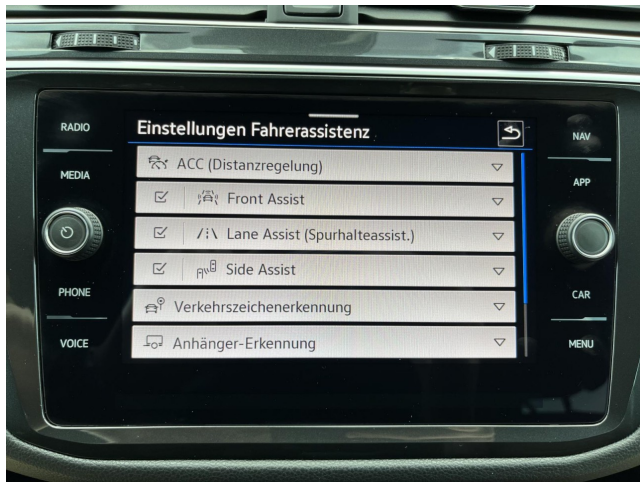 RADIO
MEDIA
PHONE
VOICE
Einstellungen Fahrerassistenz
ACC (Distanzregelung)
Front Assist
Lane Assist (Spurhalteassist.)
Side Assist
Verkehrszeichenerkennung
Anhänger-Erkennung
NAV
APP
CAR
MENU